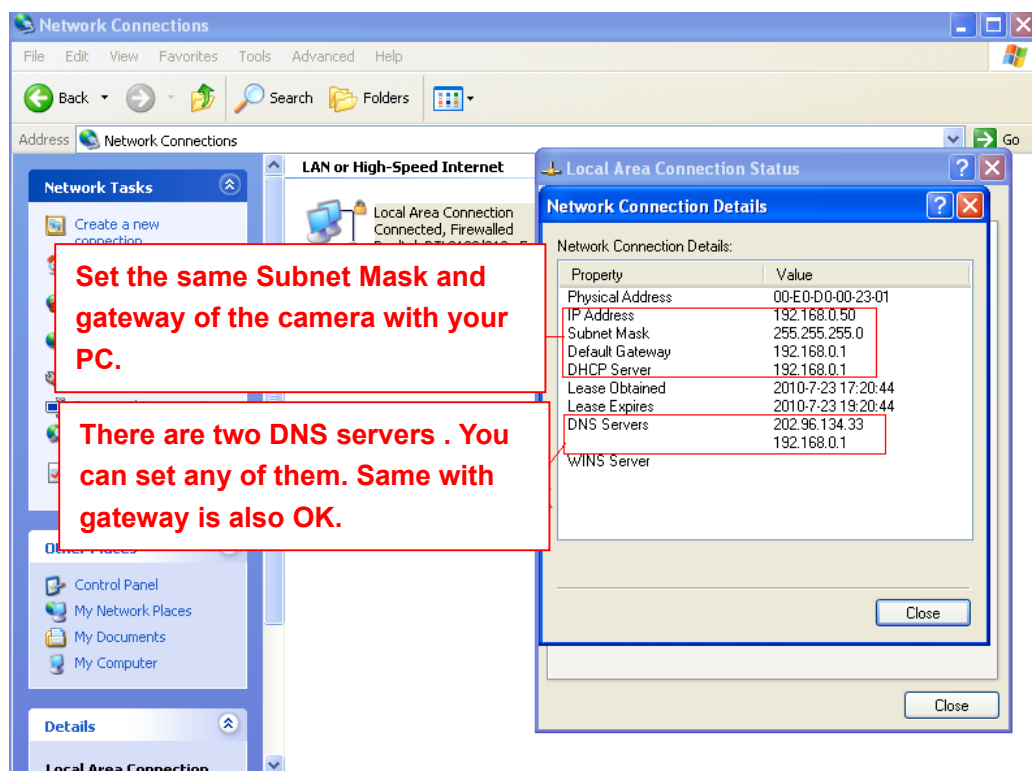 Network Connections
File Edit View Favorites Tools Advanced Help
Back Search Folders
Address Network Connections Go
Network Tasks
Create a new
connection
LAN or High-Speed Internet
Local Area Connection
Connected, Firewalled
Set the same Subnet Mask and
gateway of the camera with your
PC.
There are two DNS servers . You
can set any of them. Same with
gateway is also OK.
Other Places
Control Panel
My Network Places
My Documents
My Computer
Details
Local Area Connection
Local Area Connection Status
Network Connection Details
Network Connection Details:
Property Value
Physical Address 00-E0-D0-00-23-01
IP Address 192.168.0.50
Subnet Mask 255.255.255.0
Default Gateway 192.168.0.1
DHCP Server 192.168.0.1
Lease Obtained 2010-7-23 17:20:44
Lease Expires 2010-7-23 19:20:44
DNS Servers 202.96.134.33
192.168.0.1
WINS Server
Close
Close